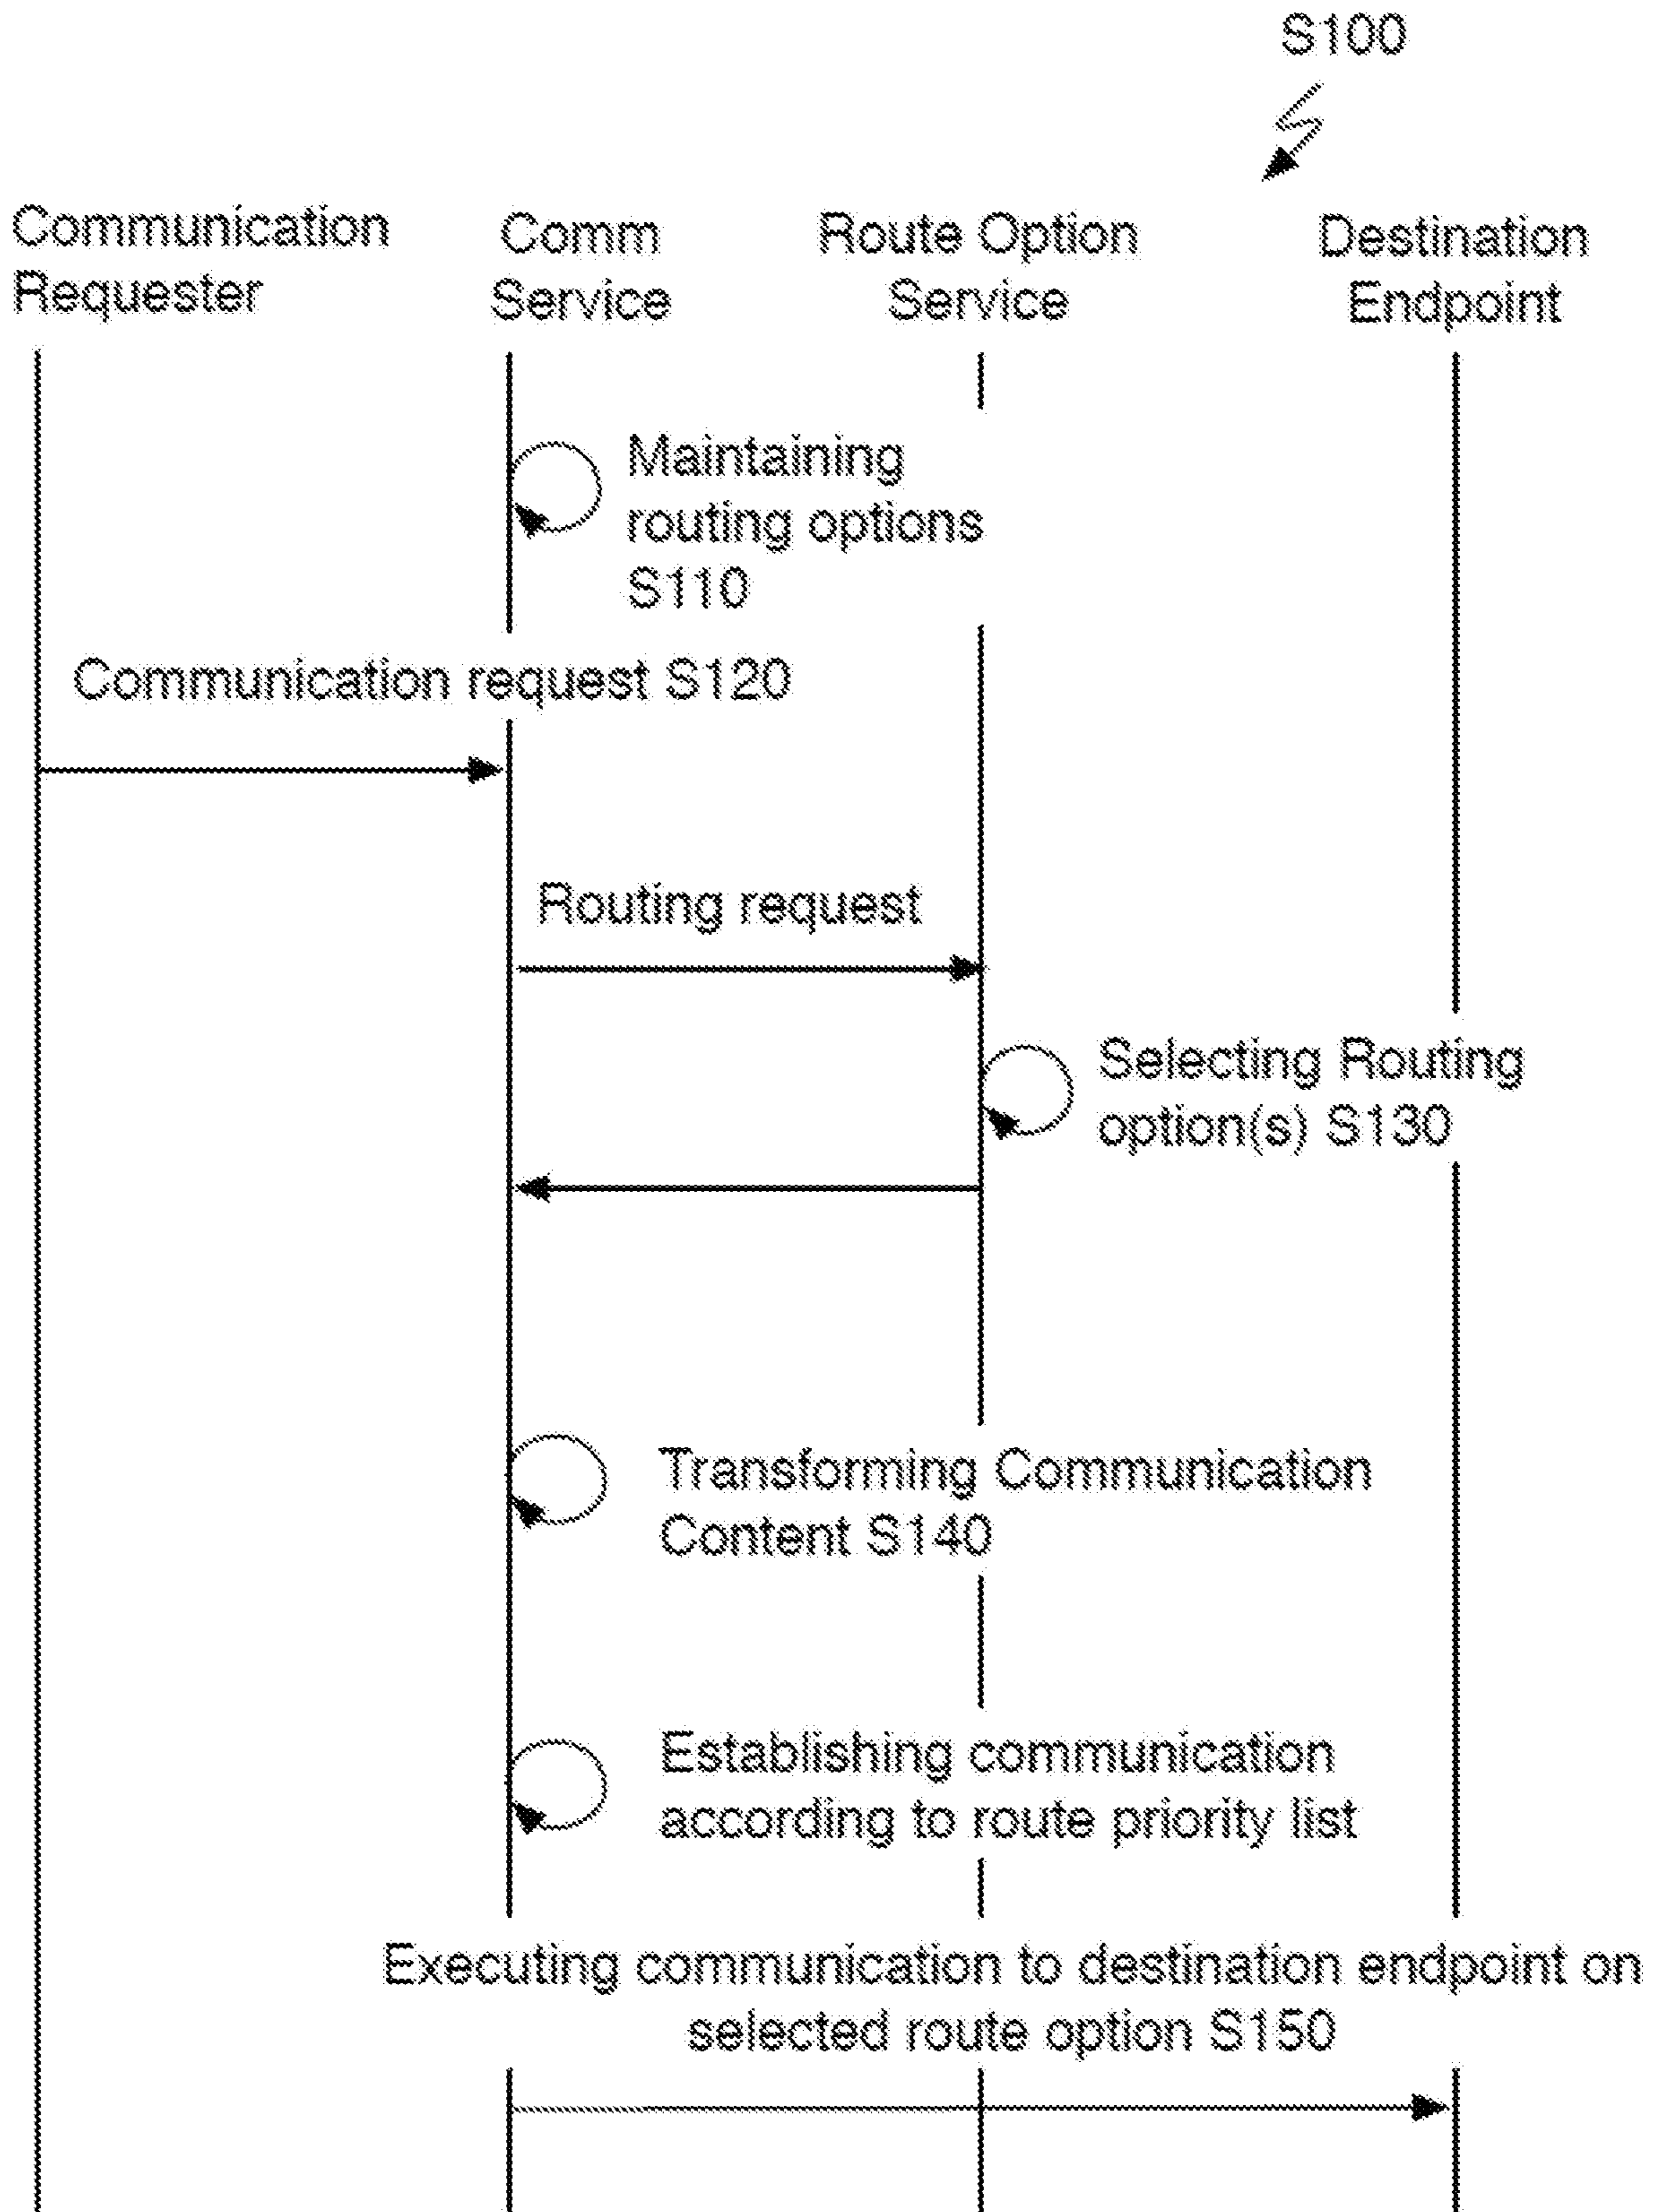 S100
Communication
Requester
Comm
Service
Route Option
Service
Destination
Endpoint
Maintaining
routing options
S110
Communication request S120
Routing request
Selecting Routing
option(s) S130
Transforming Communication
Content S140
Establishing communication
according to route priority list
Executing communication to destination endpoint on
selected route option S150